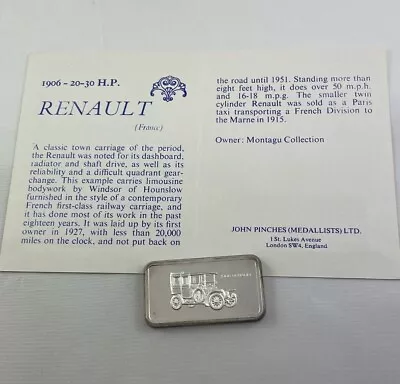 1906 – 20-30 H.P.
RENAULT
(France)
A classic town carriage of the period,
the Renault was noted for its dashboard,
radiator and shaft drive, as well as its
reliability and a difficult quadrant gear-
change. This example carries limousine
bodywork by Windsor of Hounslow
furnished in the style of a contemporary
French first-class railway carriage, and
it has done most of its work in the past
eighteen years. It was laid up by its first
owner in 1927, with less than 20,000
miles on the clock, and not put back on
the road until 1951. Standing more than
eight feet high, it does over 50 m.p.h.
and 16-18 m.p.g. The smaller twin
cylinder Renault was sold as a Paris
taxi transporting a French Division to
the Marne in 1915.
Owner: Montagu Collection
JOHN PINCHES (MEDALLISTS) LTD.
1 St. Lukes Avenue
London SW4, England